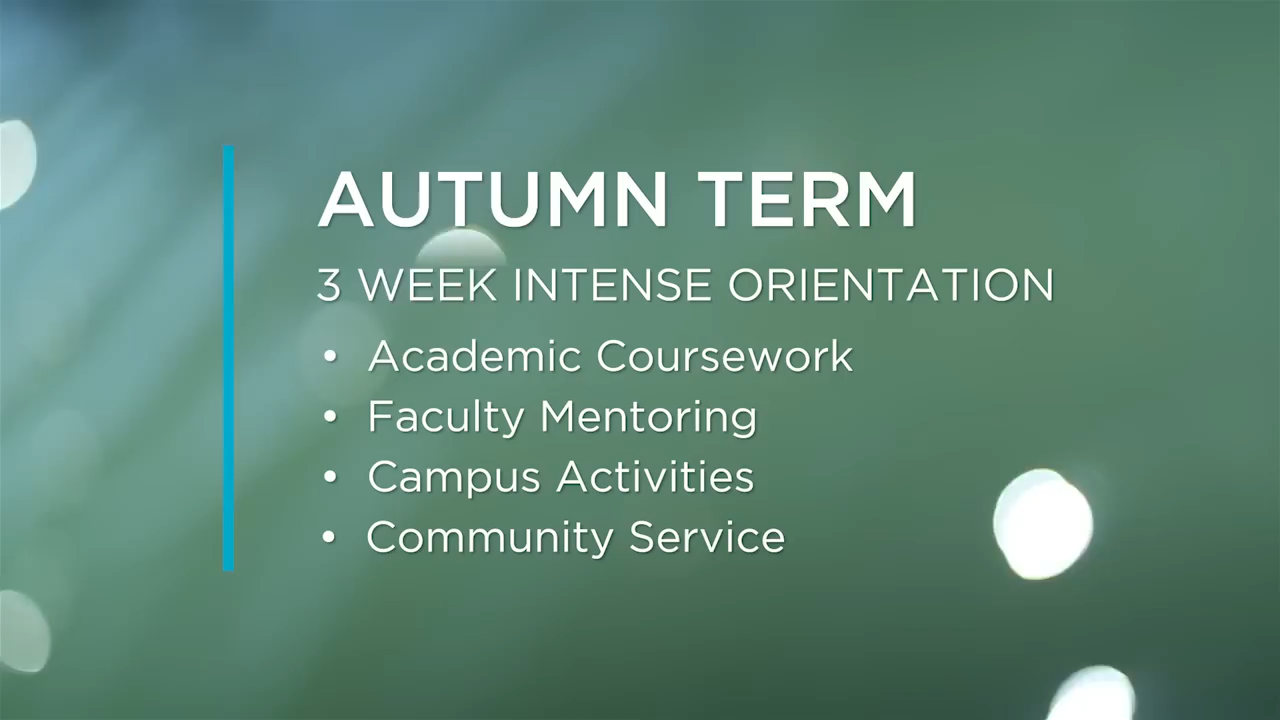 AUTUMN TERM
3 WEEK INTENSE ORIENTATION
• Academic Coursework
• Faculty Mentoring
• Campus Activities
• Community Service